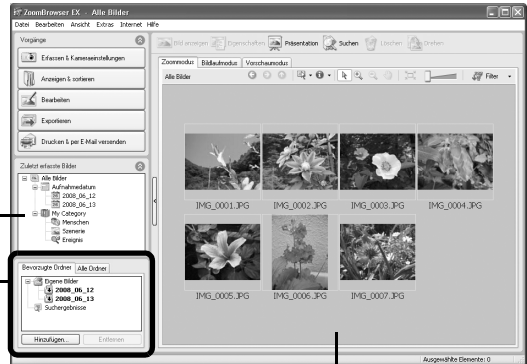 ZoomBrowser EX - Alle Bilder
Datei Bearbeiten Ansicht Extras Internet Hilfe
Vorgänge
Erfassen & Kameraeinstellungen
Anzeigen & sortieren
Bearbeiten
Exportieren
Drucken & per E-Mail versenden
Bild anzeigen Eigenschaften Präsentation Suchen Löschen Drehen
Zoommodus Bildlaufmodus Vorschaumodus
Alle Bilder Filter
Zuletzt erfasste Bilder
Alle Bilder
Aufnahmedatum
2008_06_12
2008_06_13
My Category
Menschen
Szenerie
Ereignis
Bevorzugte Ordner Alle Ordner
Eigene Bilder
2008_06_12
2008_06_13
Suchergebnisse
Hinzufügen... Entfernen
IMG_0001.JPG IMG_0002.JPG IMG_0003.JPG IMG_0004.JPG
IMG_0005.JPG IMG_0006.JPG IMG_0007.JPG
Ausgewählte Elemente: 0